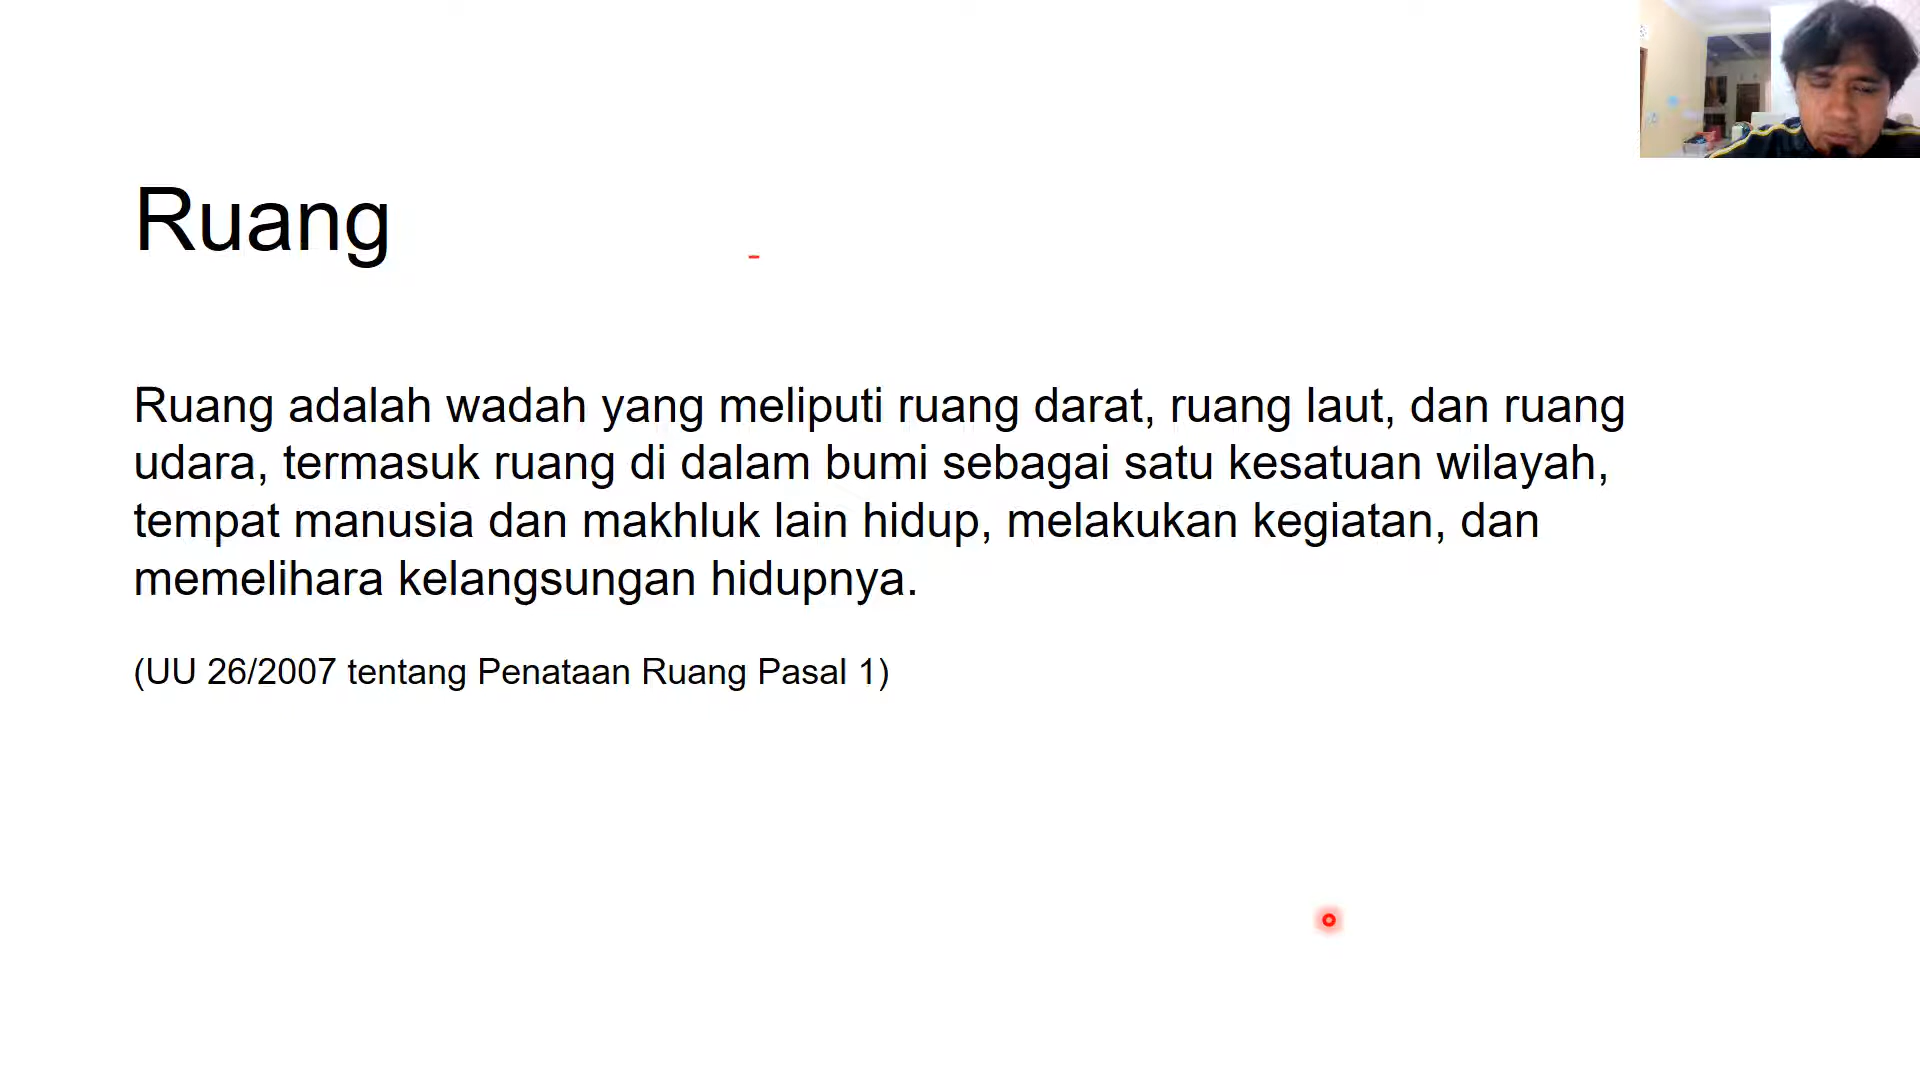 Ruang
Ruang adalah wadah yang meliputi ruang darat, ruang laut, dan ruang
udara, termasuk ruang di dalam bumi sebagai satu kesatuan wilayah,
tempat manusia dan makhluk lain hidup, melakukan kegiatan, dan
memelihara kelangsungan hidupnya.
(UU 26/2007 tentang Penataan Ruang Pasal 1)